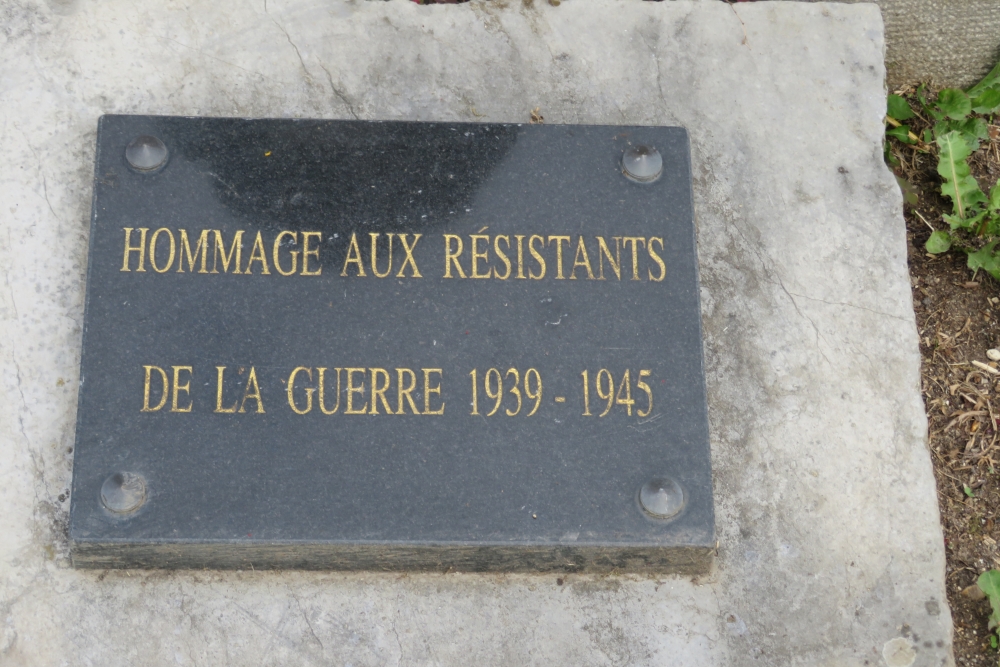 HOMMAGE AUX RÉSISTANTS
DE LA GUERRE 1939 - 1945